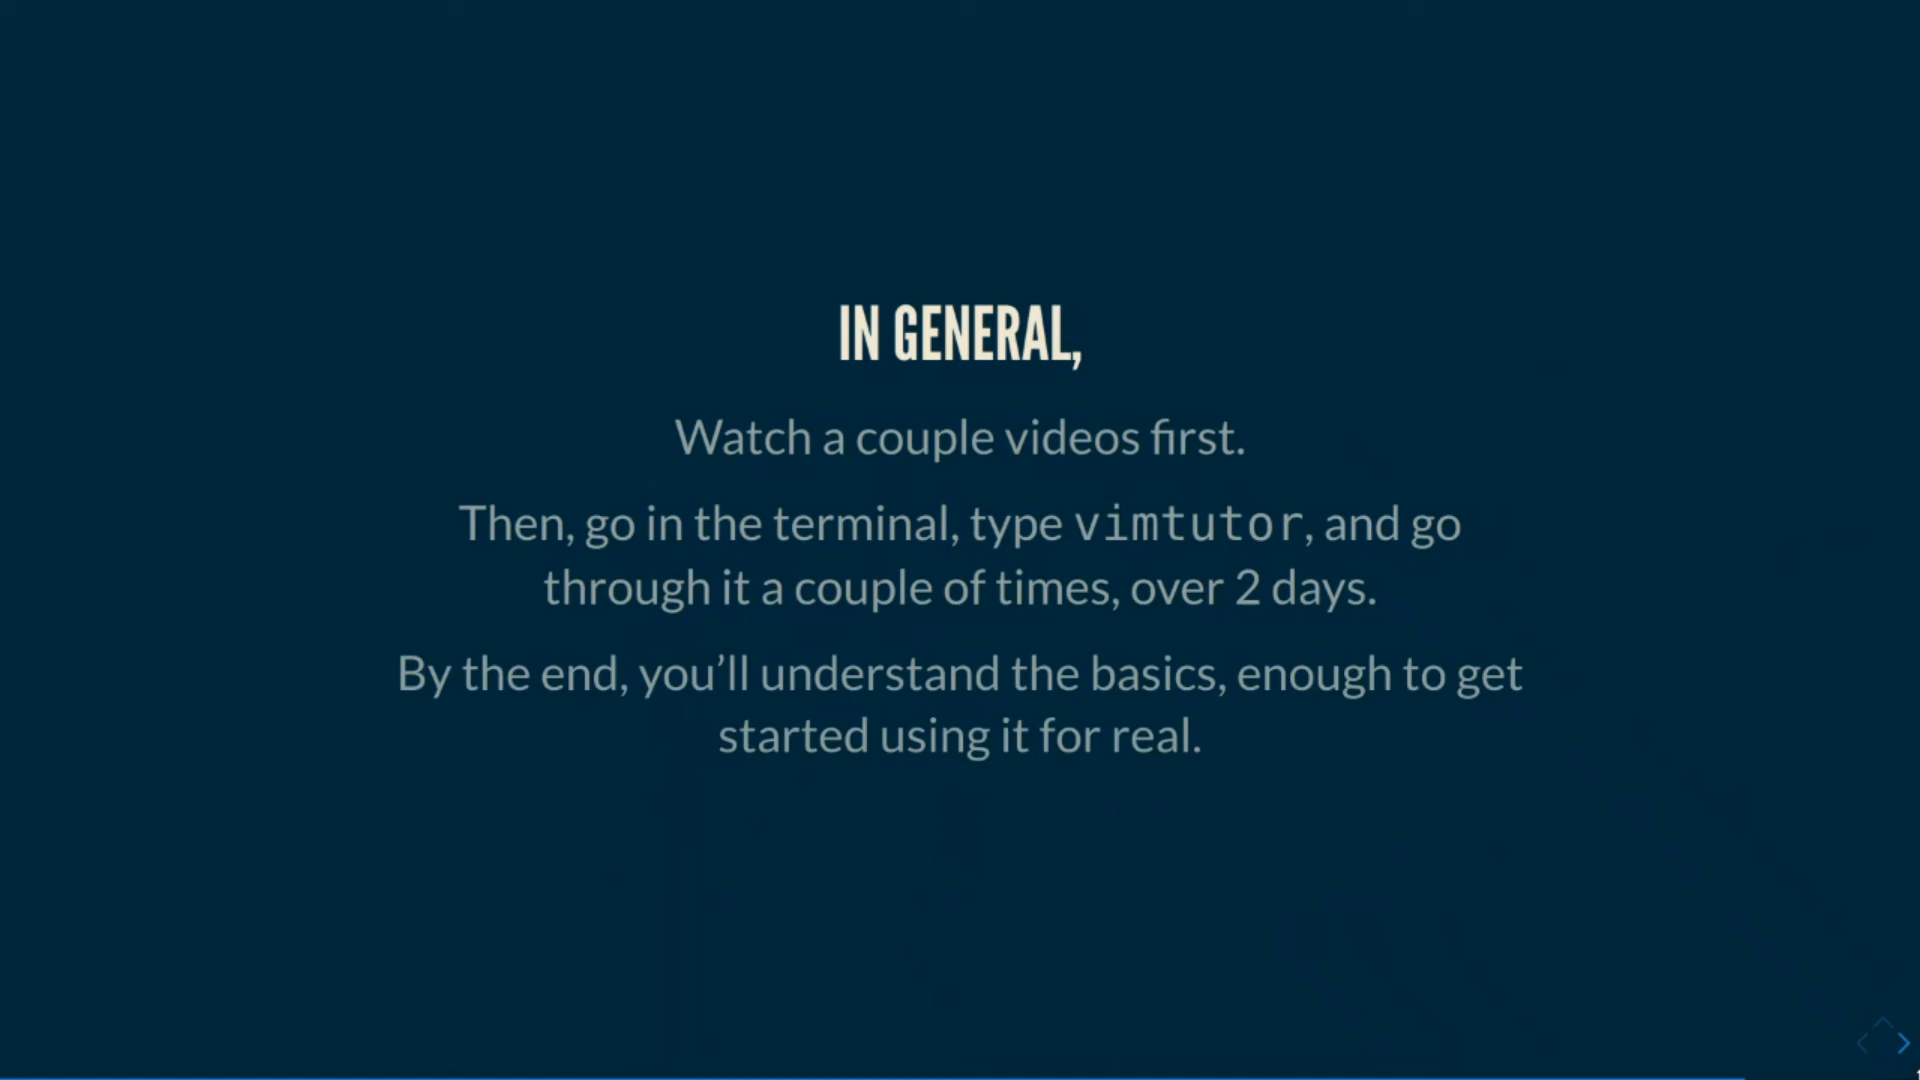 IN GENERAL,
Watch a couple videos first.
Then, go in the terminal, type vimtutor, and go
through it a couple of times, over 2 days.
By the end, you’ll understand the basics, enough to get
started using it for real.